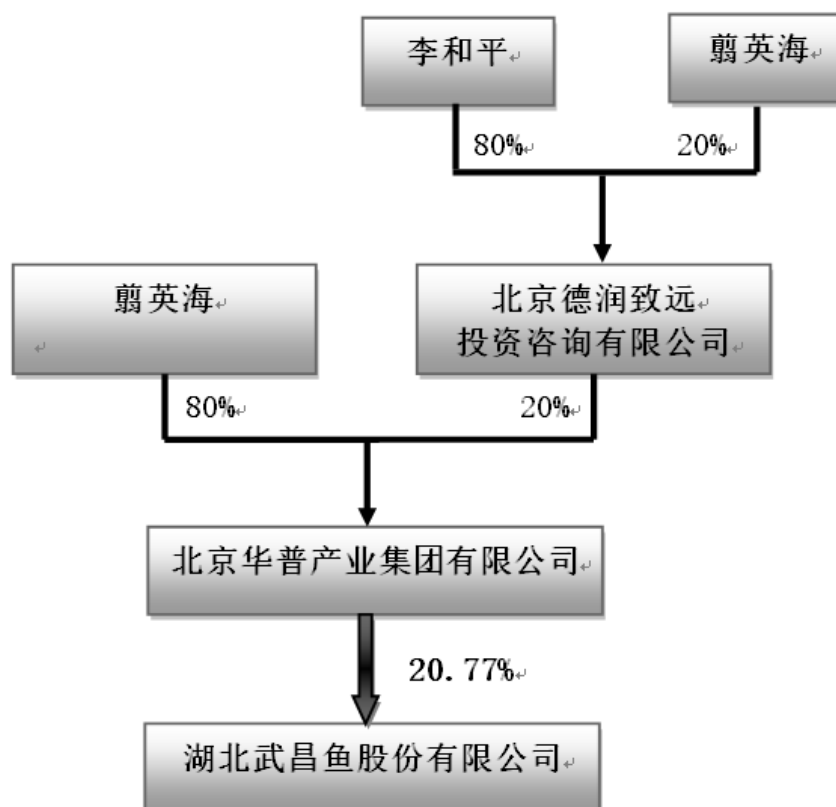 李和平
翦英海
80%
20%
翦英海
北京德润致远
投资咨询有限公司
80%
20%
北京华普产业集团有限公司
20.77%
湖北武昌鱼股份有限公司